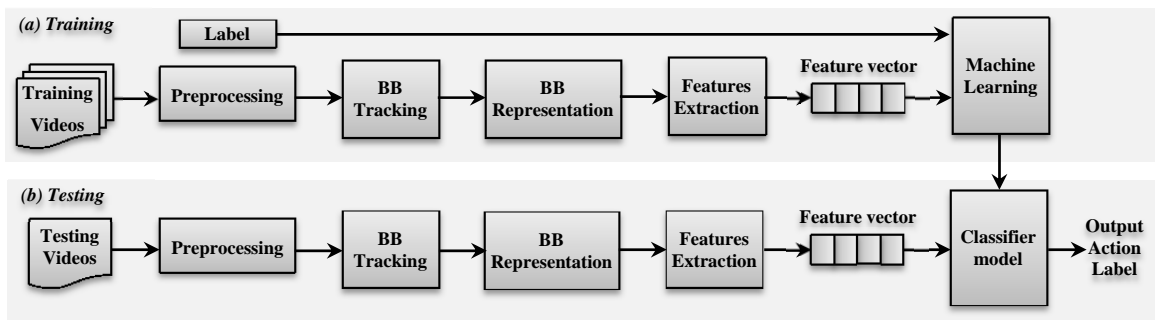 (a) Training
Label
Training
Videos
Preprocessing
BB
Tracking
BB
Representation
Features
Extraction
Feature vector
Machine
Learning
(b) Testing
Testing
Videos
Preprocessing
BB
Tracking
BB
Representation
Features
Extraction
Feature vector
Classifier
model
Output
Action
Label